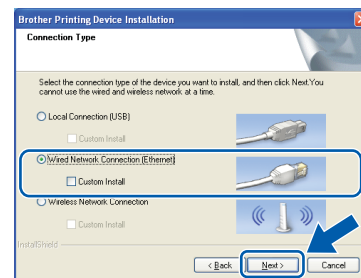 Brother Printing Device Installation
Connection Type
Select the connection type of the device you want to install, and then click Next.You
cannot use the wired and wireless network at a time.
Local Connection (USB)
Custom Install
Wired Network Connection (Ethernet)
Custom Install
Wireless Network Connection
Custom Install
InstallShield
< Back
Next >
Cancel